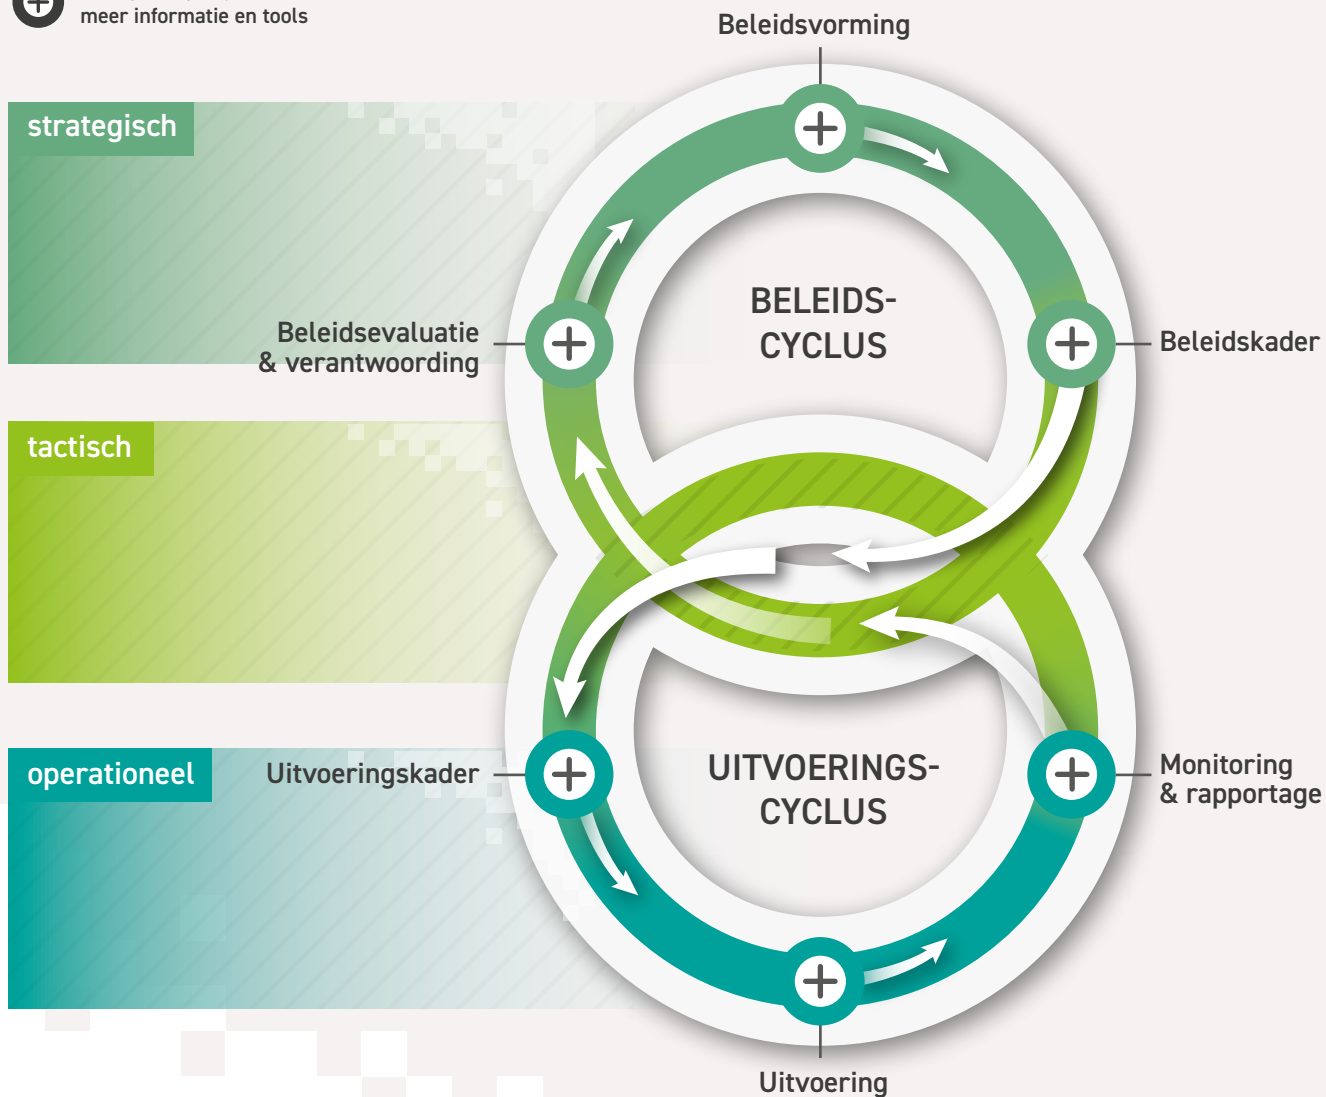 meer informatie en tools
Beleidsvorming
strategisch
BELEIDS-
CYCLUS
Beleidsevaluatie
& verantwoording
Beleidskader
tactisch
operationeel
Uitvoeringskader
UITVOERINGS-
CYCLUS
Monitoring
& rapportage
Uitvoering